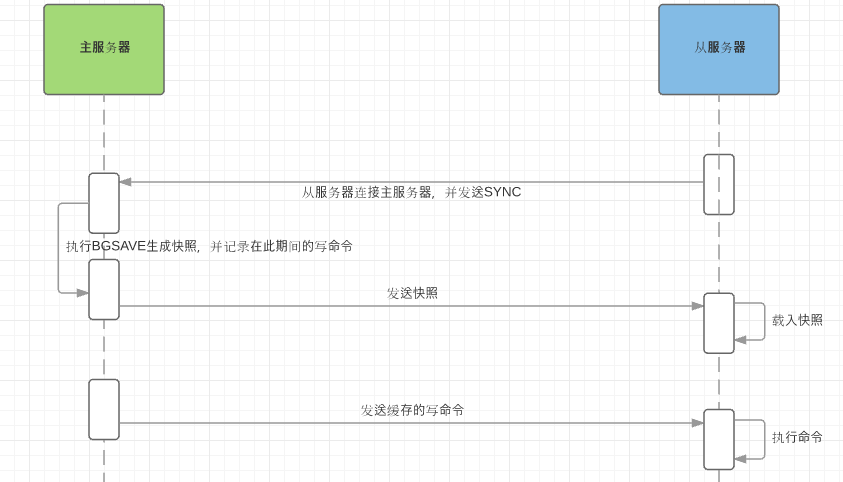 主服务器
从服务器
从服务器连接主服务器，并发送SYNC
执行BGSAVE生成快照，并记录在此期间的写命令
发送快照
载入快照
发送缓存的写命令
执行命令